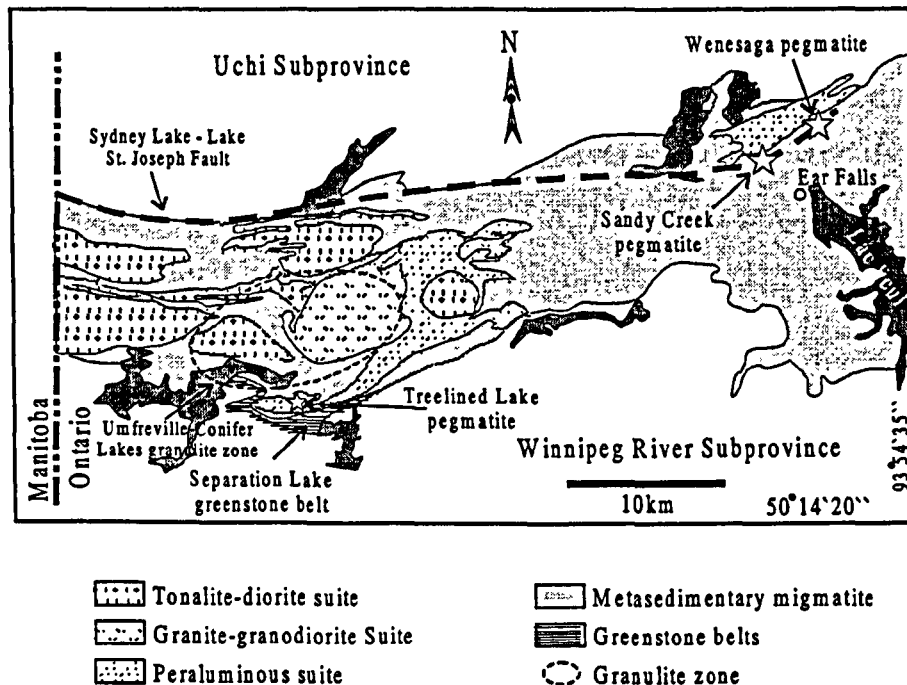 Wenesaga pegmatite
Uchi Subprovince
N
Sydney Lake - Lake
St. Joseph Fault
Ear Falls
Sandy Creek
pegmatite
Treelined Lake
pegmatite
Umfreville-Conifer
Lakes granulite zone
Separation Lake
greenstone belt
Winnipeg River Subprovince
10km
50°14'20''
93°54'35''
Manitoba
Ontario
Tonalite-diorite suite
Granite-granodiorite Suite
Peraluminous suite
Metasedimentary migmatite
Greenstone belts
Granulite zone